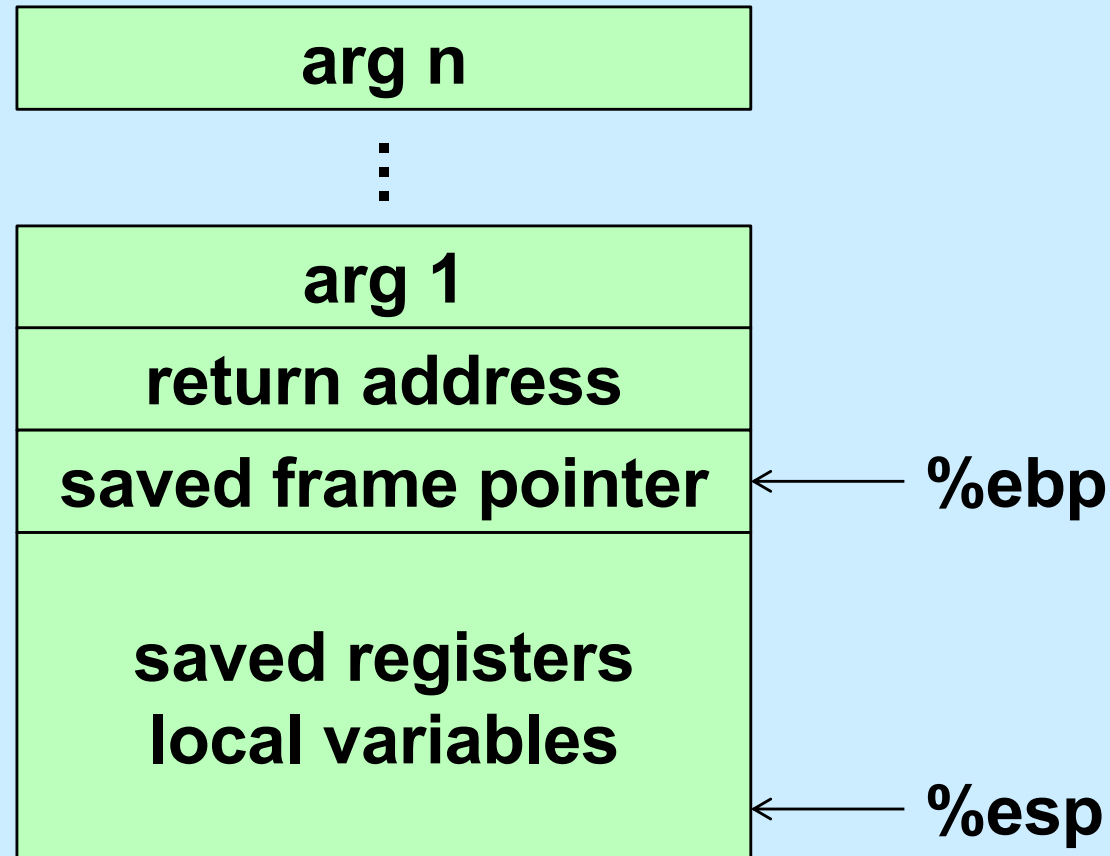 arg n
⋮
arg 1
return address
saved frame pointer
%ebp
saved registers
local variables
%esp